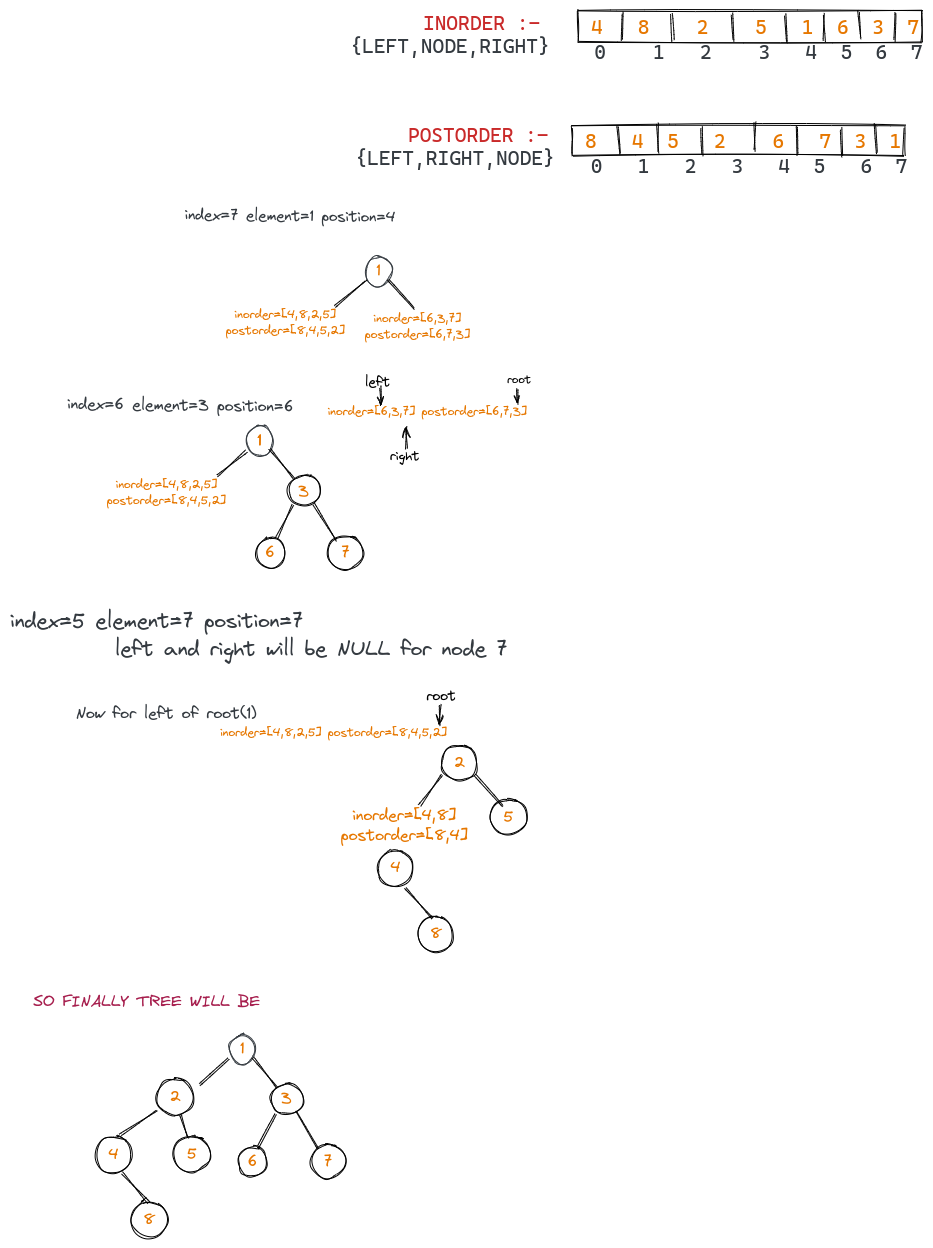 INORDER :-
{LEFT,NODE,RIGHT}
4 8 2 5 1 6 3 7
0 1 2 3 4 5 6 7
POSTORDER :-
{LEFT,RIGHT,NODE}
8 4 5 2 6 7 3 1
0 1 2 3 4 5 6 7
index=7 element=1 position=4
1
inorder=[4,8,2,5]
postorder=[8,4,5,2]
inorder=[6,3,7]
postorder=[6,7,3]
left
root
index=6 element=3 position=6
inorder=[6,3,7] postorder=[6,7,3]
right
1
inorder=[4,8,2,5]
postorder=[8,4,5,2]
3
6 7
index=5 element=7 position=7
left and right will be NULL for node 7
root
Now for left of root(1)
inorder=[4,8,2,5] postorder=[8,4,5,2]
2
inorder=[4,8]
postorder=[8,4]
5
4
8
SO FINALLY TREE WILL BE
1
2 3
4 5 6 7
8